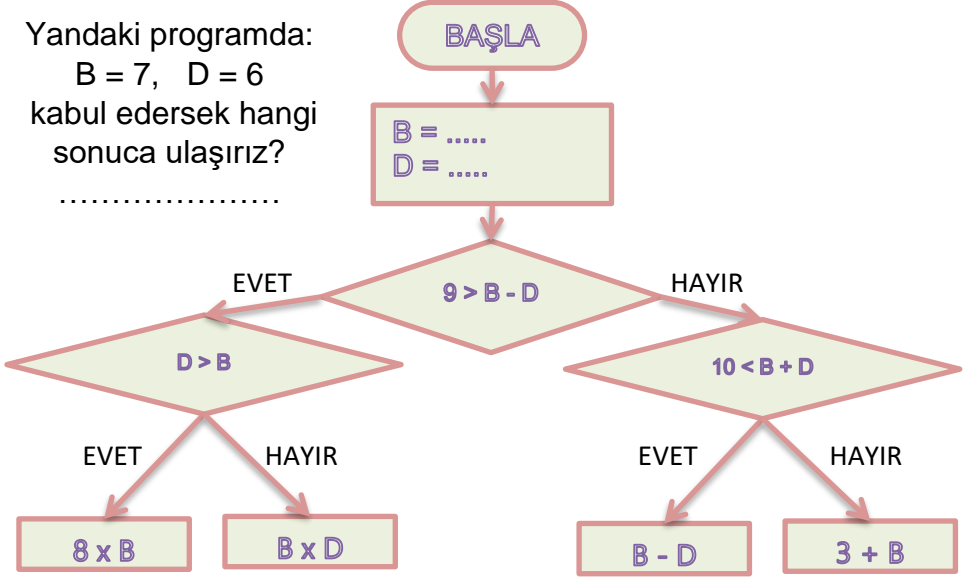 Yandaki programda:
B = 7, D = 6
kabul edersek hangi
sonuca ulaşırız?
.....................
BAŞLA
B = .....
D = .....
9 > B - D
EVET
HAYIR
D > B
10 < B + D
EVET
HAYIR
EVET
HAYIR
8 x B
B x D
B - D
3 + B